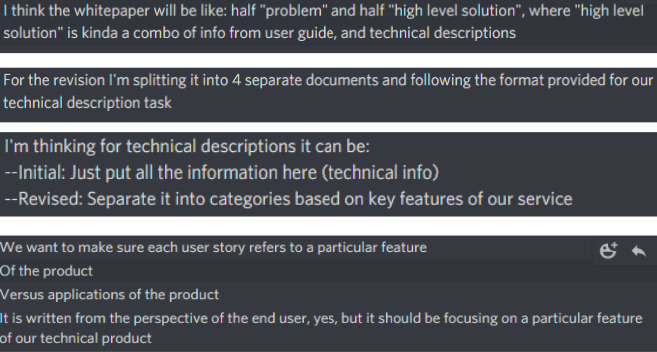 I think the whitepaper will be like: half "problem" and half "high level solution", where "high level
solution" is kinda a combo of info from user guide, and technical descriptions
For the revision I'm splitting it into 4 separate documents and following the format provided for our
technical description task
I'm thinking for technical descriptions it can be:
--Initial: Just put all the information here (technical info)
--Revised: Separate it into categories based on key features of our service
We want to make sure each user story refers to a particular feature
Of the product
Versus applications of the product
It is written from the perspective of the end user, yes, but it should be focusing on a particular feature
of our technical product